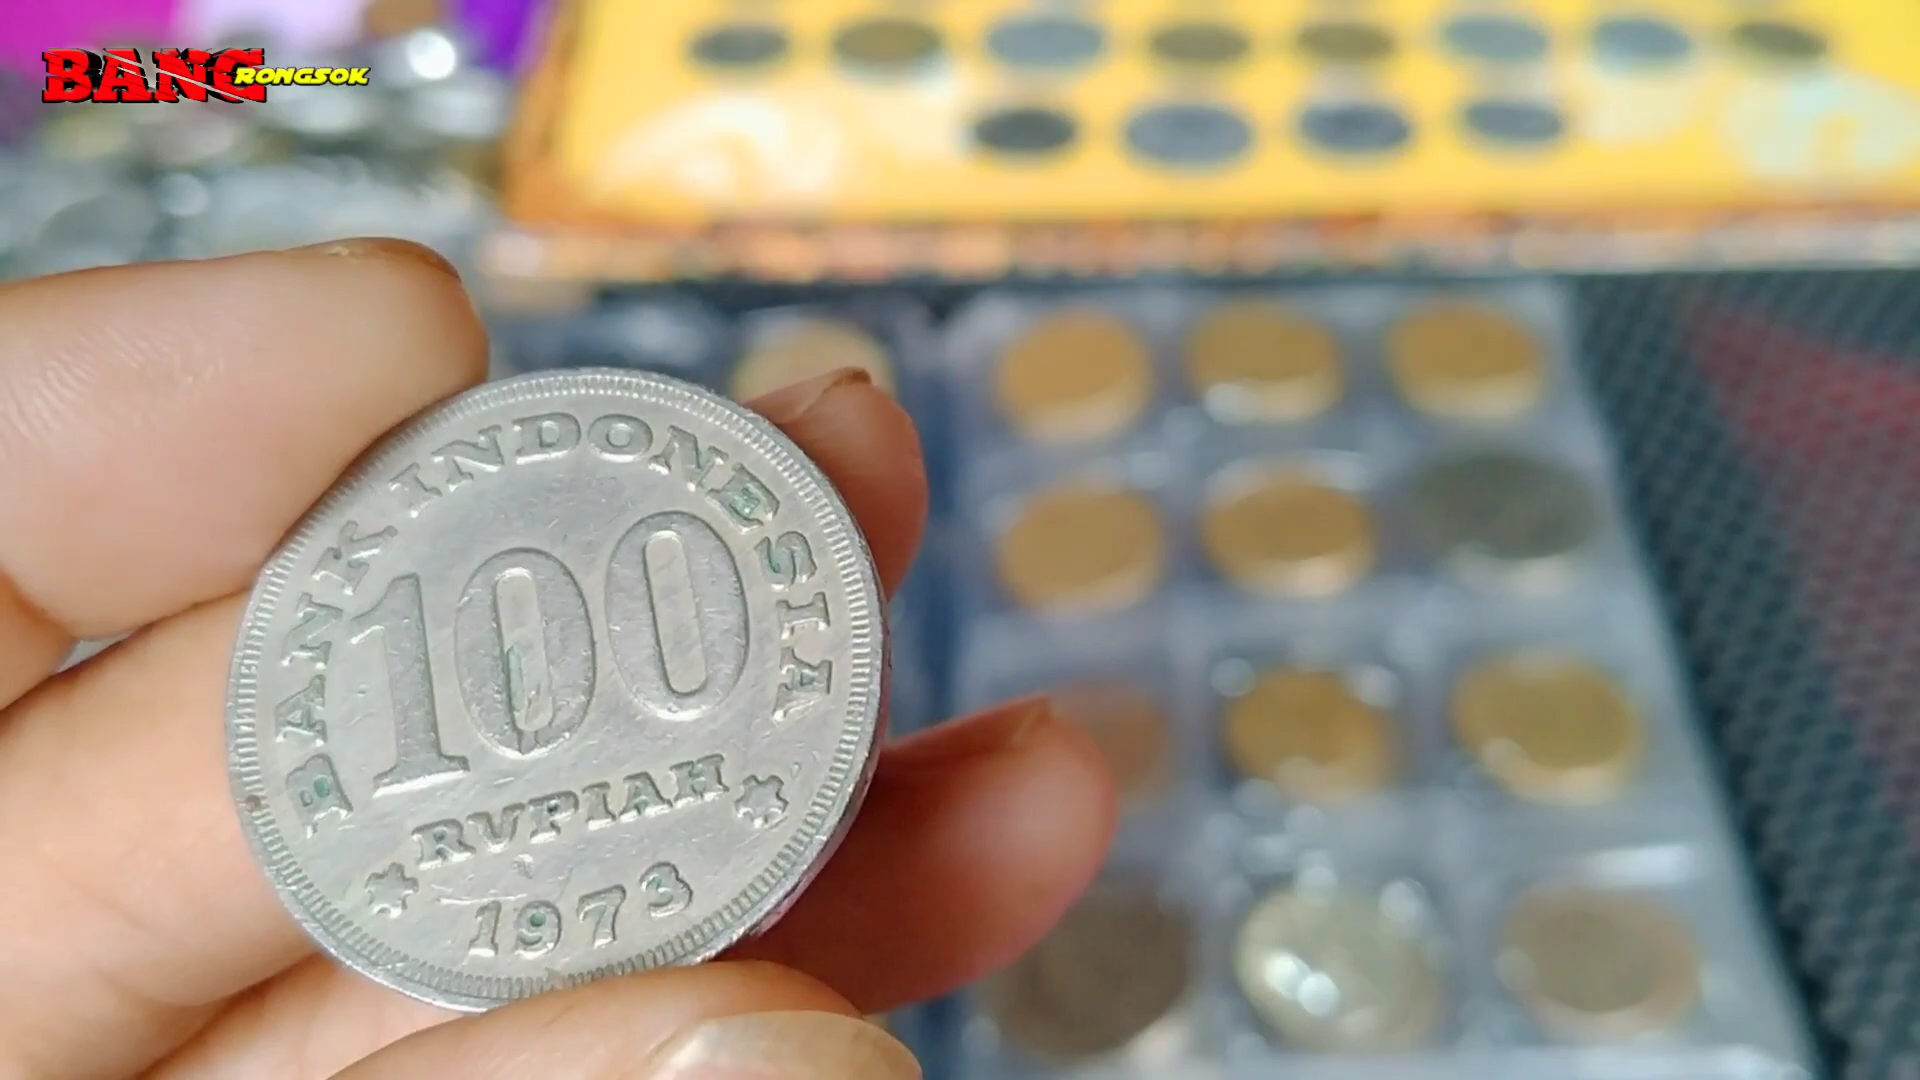 BANG RONGSOK
BANK INDONESIA
100
RVPIAH
1973